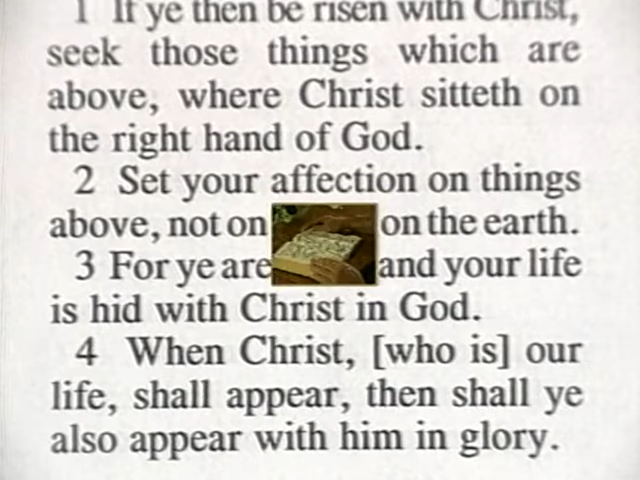 1 If ye then be risen with Christ,
seek those things which are
above, where Christ sitteth on
the right hand of God.
2 Set your affection on things
above, not on on the earth.
3 For ye are and your life
is hid with Christ in God.
4 When Christ, [who is] our
life, shall appear, then shall ye
also appear with him in glory.